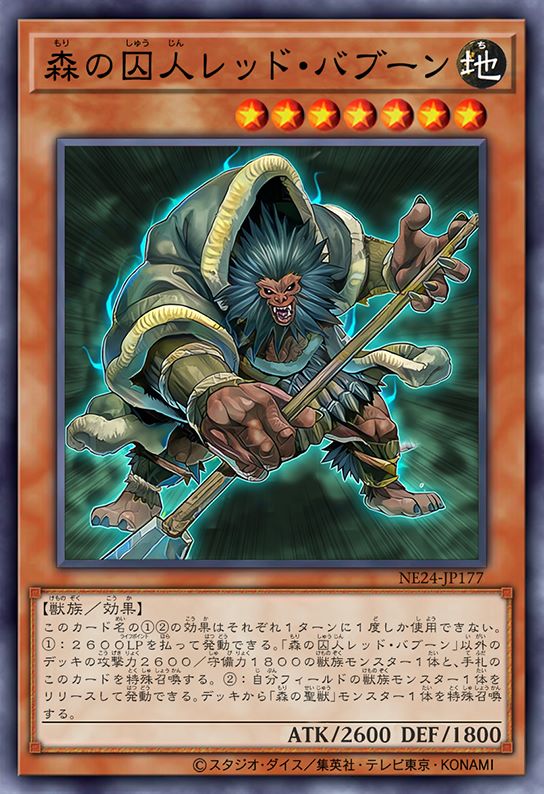 森の囚人レッド・バブーン
地
NE24-JP177
【獣族／効果】
このカード名の①②の効果はそれぞれ１ターンに１度しか使用できない。
①：２６００LPを払って発動できる。「森の囚人レッド・バブーン」以外の
デッキの攻撃力２６００／守備力１８００の獣族モンスター１体と、手札の
このカードを特殊召喚する。②：自分フィールドの獣族モンスター１体を
リリースして発動できる。デッキから「森の聖獣」モンスター１体を特殊召喚
する。
ATK/2600 DEF/1800
©スタジオ・ダイス／集英社・テレビ東京・KONAMI